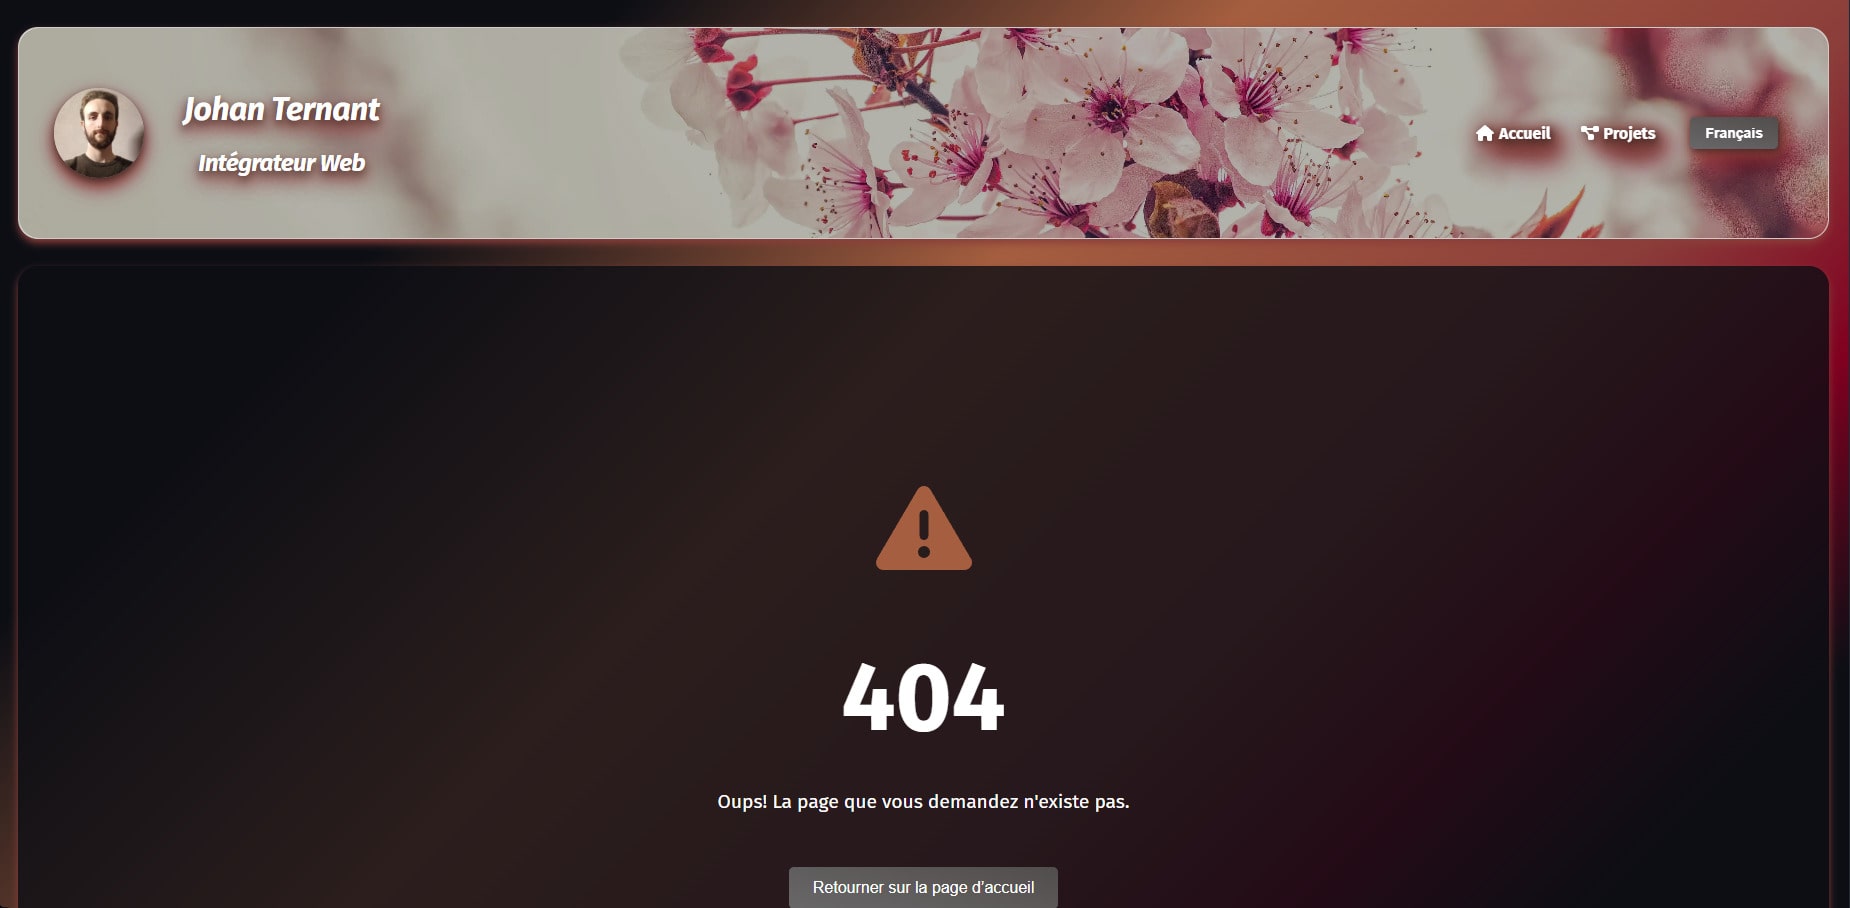 Johan Ternant
Intégrateur Web
Accueil
Projets
Français
404
Oups! La page que vous demandez n'existe pas.
Retourner sur la page d'accueil